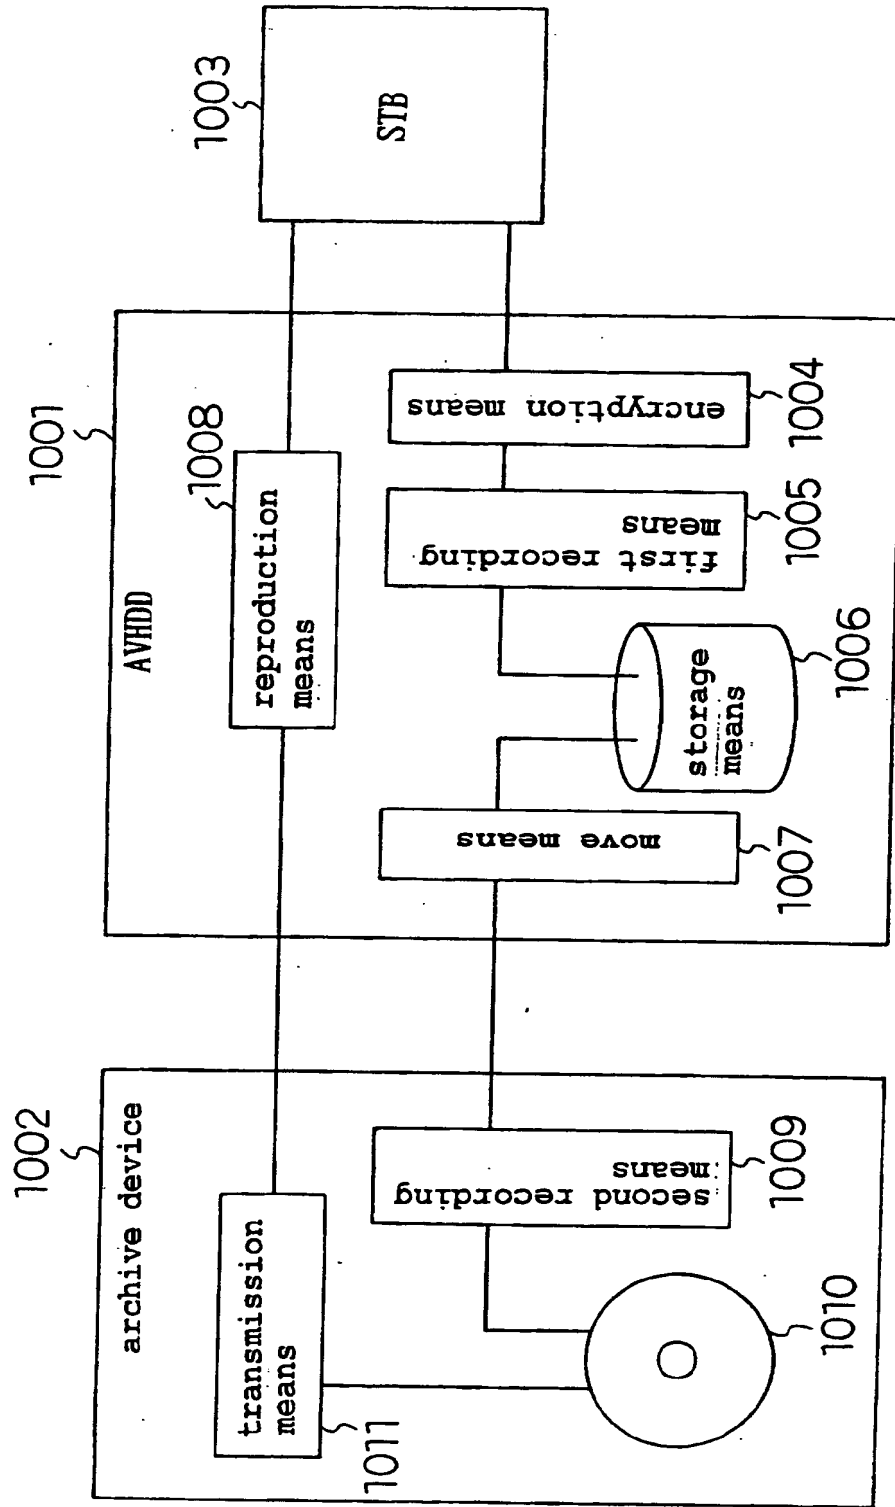 1002
archive device
transmission
means
1011
second recording
means
1009
1010
1001
AVHDD
1008
reproduction
means
move means
1007
storage
means
1006
first recording
means
1005
encryption means
1004
1003
STB